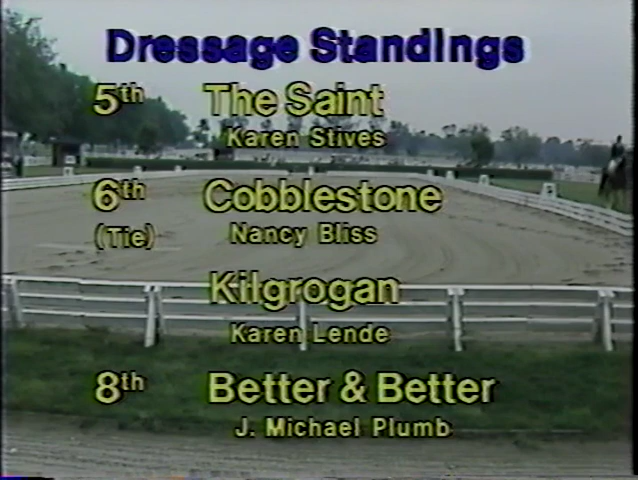 Dressage Standings
5th The Saint
Karen Stives
6th Cobblestone
(Tie) Nancy Bliss
Kilgrogan
Karen Lende
8th Better & Better
J. Michael Plumb